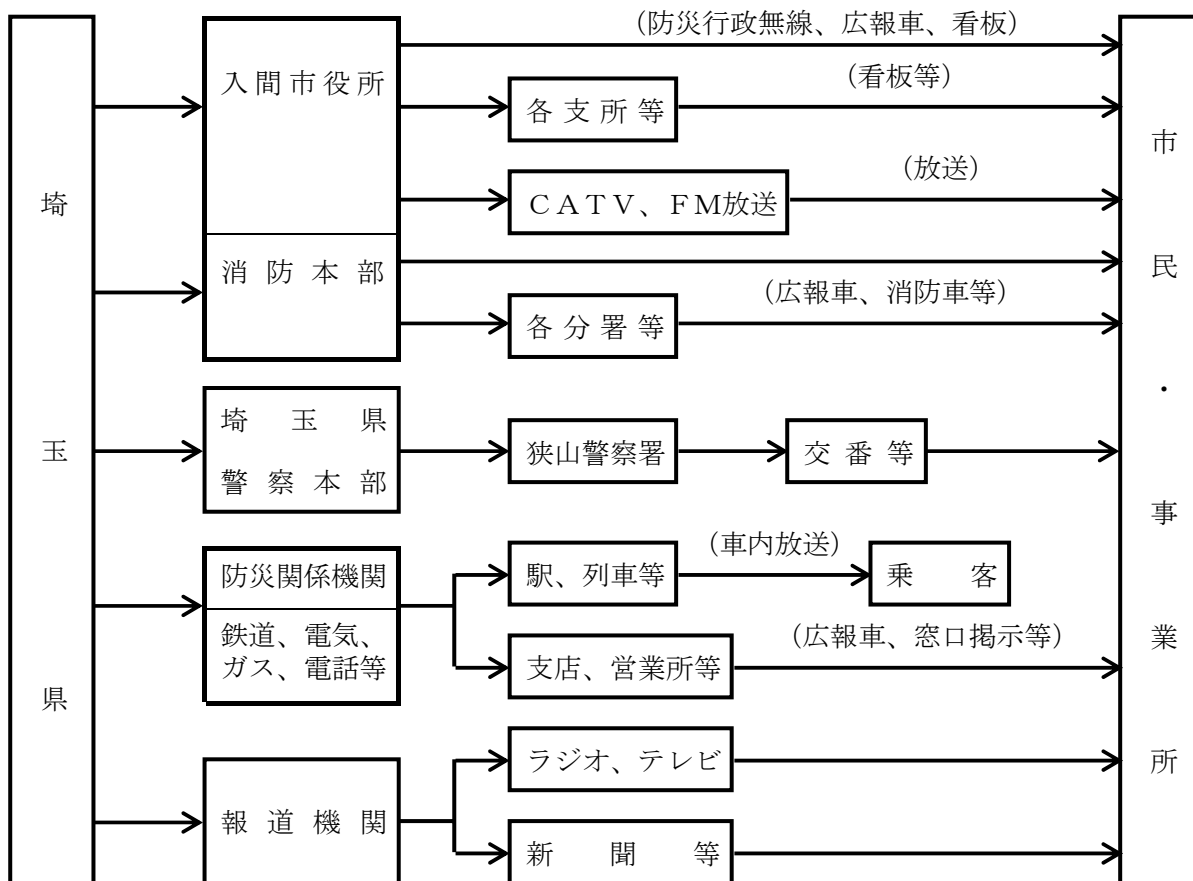 埼玉県
入間市役所
(防災行政無線、広報車、看板)
各支所等
(看板等)
CATV、FM放送
(放送)
消防本部
(広報車、消防車等)
各分署等
埼玉県
警察本部
狭山警察署
交番等
防災関係機関
鉄道、電気、
ガス、電話等
駅、列車等
(車内放送)
乗客
支店、営業所等
(広報車、窓口掲示等)
報道機関
ラジオ、テレビ
新聞等
市民・事業所